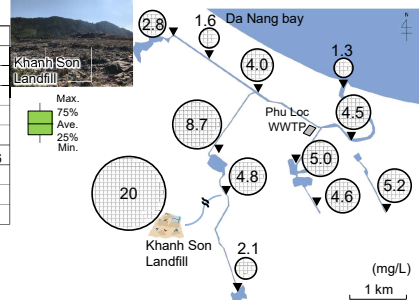 Khanh Son
Landfill
Max.
75%
Ave.
25%
Min.
Da Nang bay
2.8
1.6
4.0
1.3
Phu Loc
WWTP
4.5
8.7
5.0
4.8
4.6
5.2
20
Khanh Son
Landfill
2.1
(mg/L)
1 km